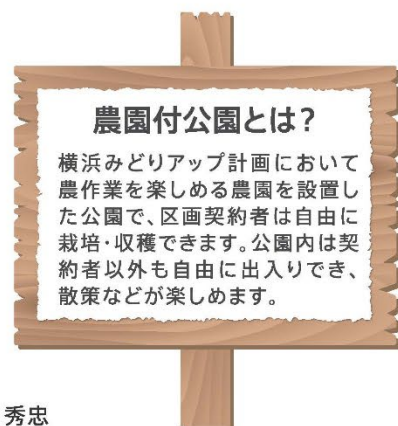 農園付公園とは?
横浜みどりアップ計画において
農作業を楽しめる農園を設置し
た公園で、区画契約者は自由に
栽培・収穫できます。公園内は契
約者以外も自由に出入りでき、
散策などが楽しめます。
秀忠